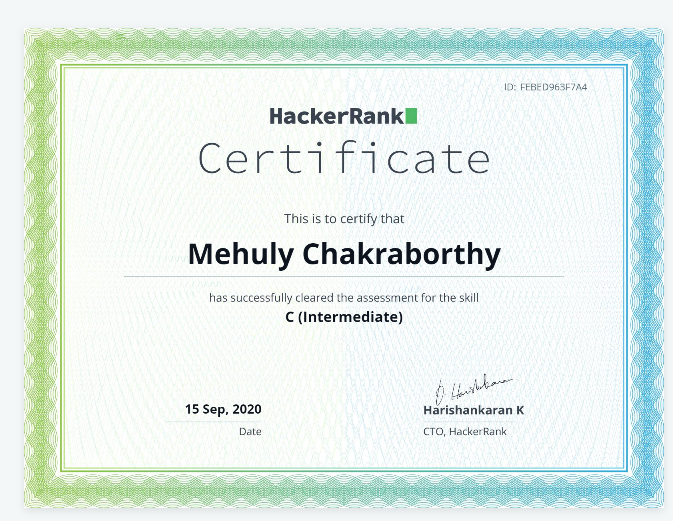 ID: FEBED963F7A4
HackerRank
Certificate
This is to certify that
Mehuly Chakraborthy
has successfully cleared the assessment for the skill
C (Intermediate)
15 Sep, 2020
Date
D Harishankaran
Harishankaran K
CTO, HackerRank